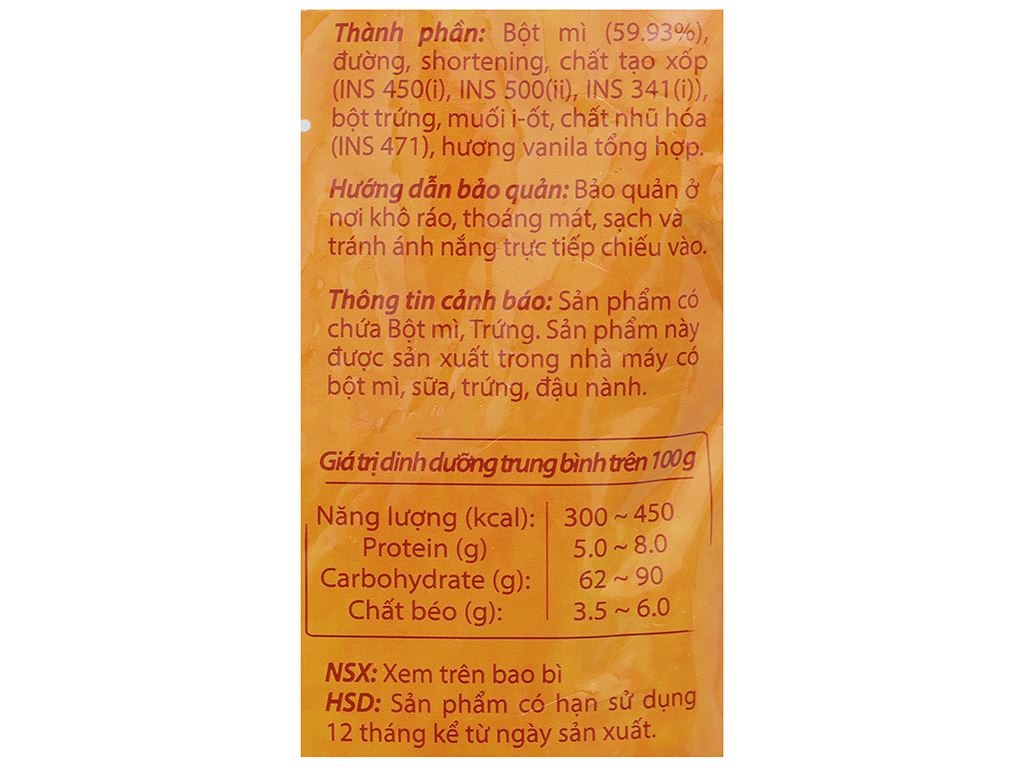 Thành phần: Bột mì (59.93%),
đường, shortening, chất tạo xốp
(INS 450(i), INS 500(ii), INS 341(i)),
bột trứng, muối i-ốt, chất nhũ hóa
(INS 471), hương vanila tổng hợp.
Hướng dẫn bảo quản: Bảo quản ở
nơi khô ráo, thoáng mát, sạch và
tránh ánh nắng trực tiếp chiếu vào.
Thông tin cảnh báo: Sản phẩm có
chứa Bột mì, Trứng. Sản phẩm này
được sản xuất trong nhà máy có
bột mì, sữa, trứng, đậu nành.
Giá trị dinh dưỡng trung bình trên 100 g
Năng lượng (kcal): 300 ~ 450
Protein (g) 5.0 ~ 8.0
Carbohydrate (g): 62 ~ 90
Chất béo (g): 3.5 ~ 6.0
NSX: Xem trên bao bì
HSD: Sản phẩm có hạn sử dụng
12 tháng kể từ ngày sản xuất.